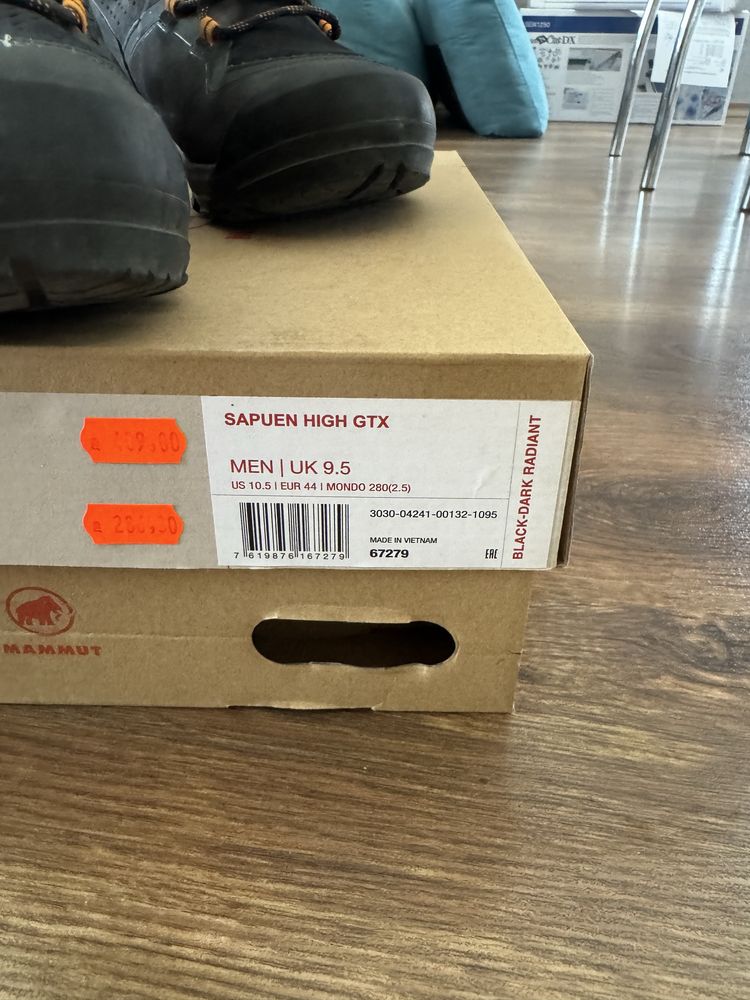 SAPUEN HIGH GTX
MEN | UK 9.5
US 10.5 | EUR 44 | MONDO 280(2.5)
7 619876 167279
3030-04241-00132-1095
MADE IN VIETNAM
67279
EAC
BLACK-DARK RADIANT
MAMMUT